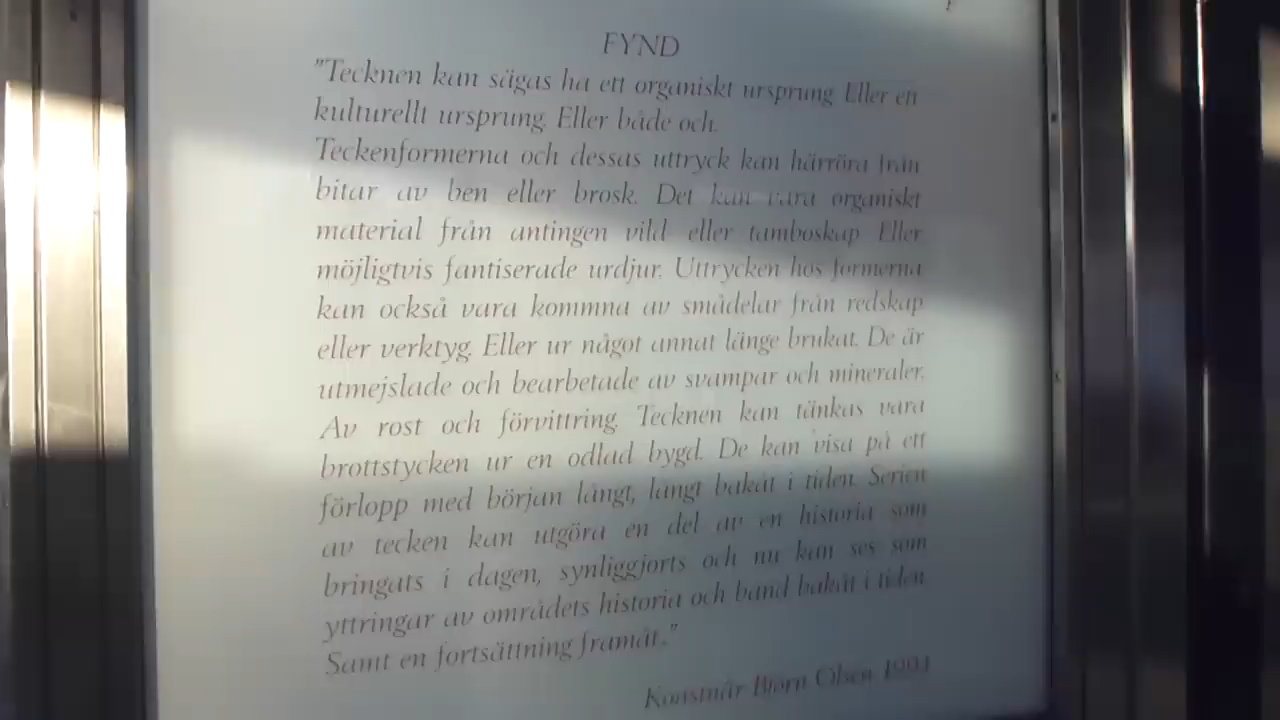 FYND
"Tecknen kan sägas ha ett organiskt ursprung. Eller en
kulturellt ursprung. Eller både och.
Teckenformerna och dessas uttryck kan härröra från
bitar av ben eller brosk. Det kan vara organiskt
material från antingen vild eller tamboskap. Eller
möjligtvis fantiserade urdjur. Uttrycken hos formerna
kan också vara kommna av smådelar från redskap
eller verktyg. Eller ur något annat länge brukat. De är
utmejslade och bearbetade av svampar och mineraler.
Av rost och förvittring. Tecknen kan tänkas vara
brottstycken ur en odlad bygd. De kan visa på ett
förlopp med början långt, långt bakåt i tiden. Serien
av tecken kan utgöra en del av en historia som
bringats i dagen, synliggjorts och nu kan ses som
yttringar av områdets historia och band bakåt i tiden.
Samt en fortsättning framåt."
Konstnär Björn Olsen